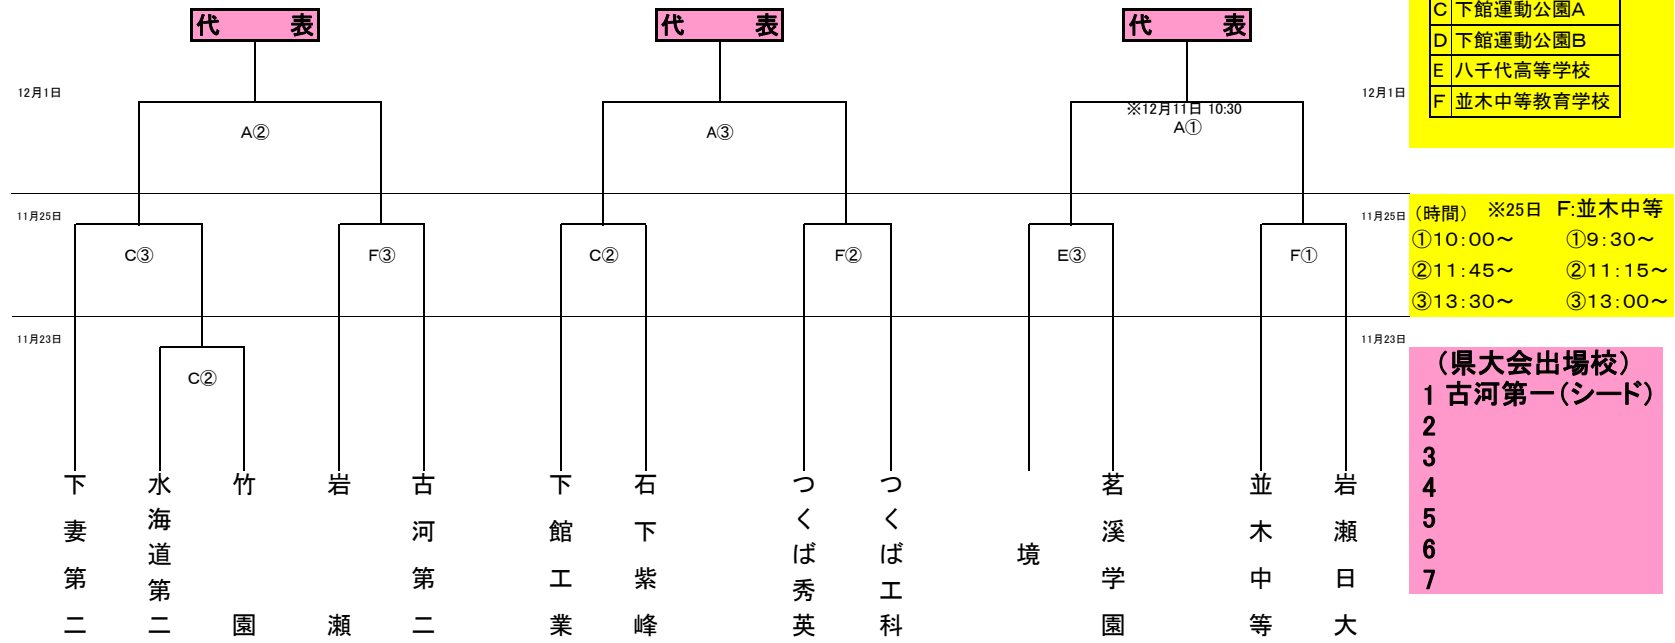 代 表
代 表
代 表
C 下館運動公園A
D 下館運動公園B
E 八千代高等学校
F 並木中等教育学校
12月1日
12月1日
※12月11日 10:30
A②
A③
A①
11月25日
11月25日
C③
F③
C②
F②
E③
F①
(時間) ※25日 F:並木中等
①10:00～ ①9:30～
②11:45～ ②11:15～
③13:30～ ③13:00～
11月23日
11月23日
C②
下妻第二
水海道第二
竹園
岩瀬
古河第二
下館工業
石下紫峰
つくば秀英
つくば工科
境
茗溪学園
並木中等
岩瀬日大
(県大会出場校)
1 古河第一(シード)
2
3
4
5
6
7